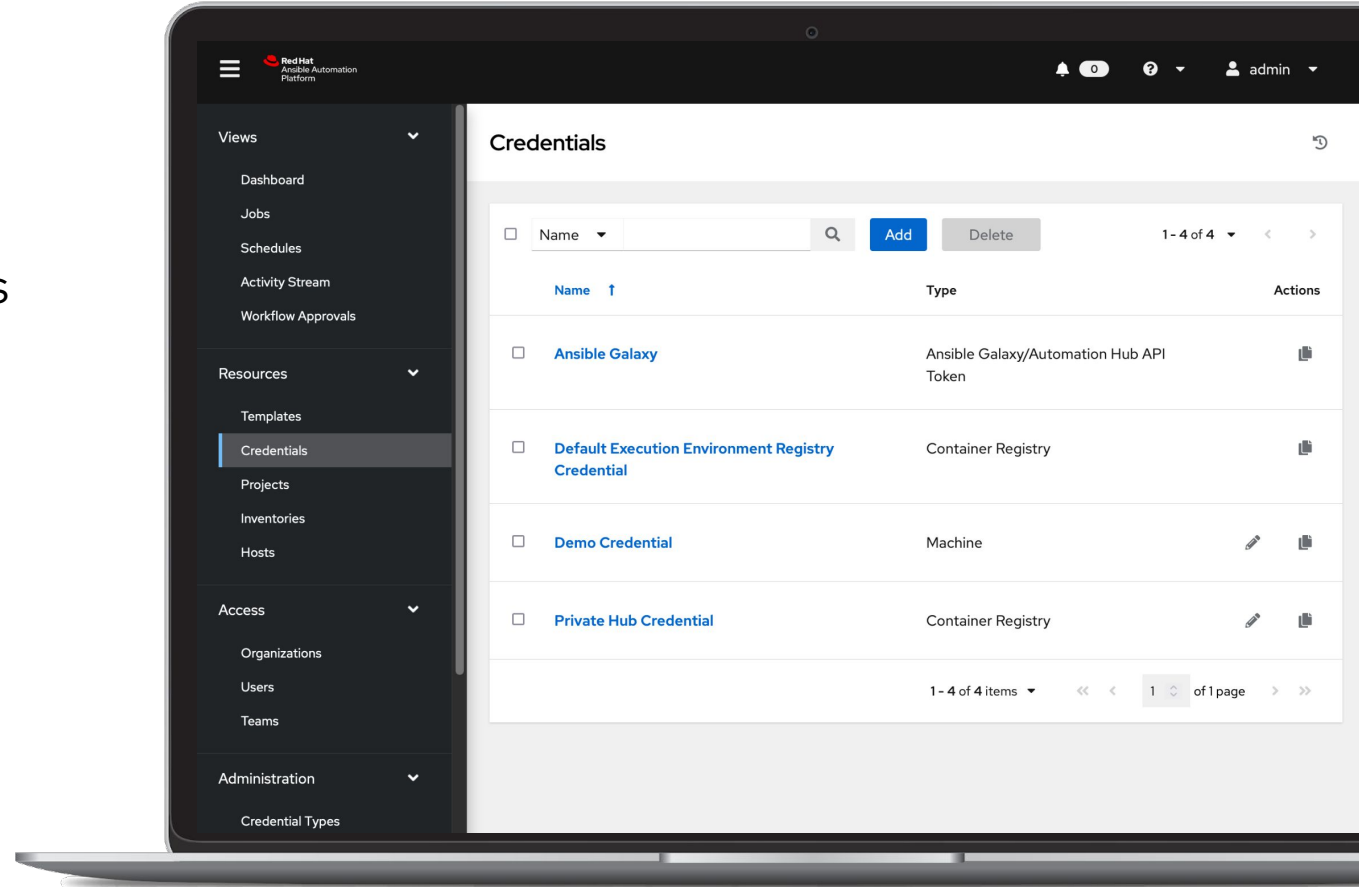 Red Hat
Ansible Automation
Platform
0
admin
Views
Dashboard
Jobs
Schedules
Activity Stream
Workflow Approvals
Resources
Templates
Credentials
Projects
Inventories
Hosts
Access
Organizations
Users
Teams
Administration
Credential Types
Credentials
Name
Add
Delete
1 - 4 of 4
Name
Type
Actions
Ansible Galaxy
Ansible Galaxy/Automation Hub API
Token
Default Execution Environment Registry
Credential
Container Registry
Demo Credential
Machine
Private Hub Credential
Container Registry
1 - 4 of 4 items
1
of 1 page
s